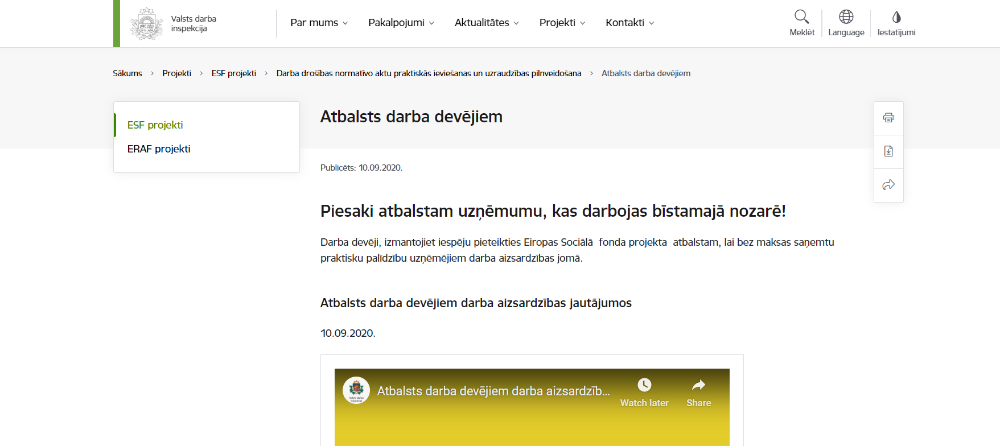 Valsts darba
inspekcija
Par mums
Pakalpojumi
Aktualitātes
Projekti
Kontakti
Meklēt
Language
Iestatījumi
Sākums
Projekti
ESF projekti
Darba drošības normatīvo aktu praktiskās ieviešanas un uzraudzības pilnveidošana
Atbalsts darba devējiem
ESF projekti
ERAF projekti
Atbalsts darba devējiem
Publicēts: 10.09.2020.
Piesaki atbalstam uzņēmumu, kas darbojas bīstamajā nozarē!
Darba devēji, izmantojiet iespēju pieteikties Eiropas Sociālā  fonda projekta  atbalstam, lai bez maksas saņemtu
praktisku palīdzību uzņēmējiem darba aizsardzības jomā.
Atbalsts darba devējiem darba aizsardzības jautājumos
10.09.2020.
Valsts darba
inspekcija
Atbalsts darba devējiem darba aizsardzīb...
Watch later
Share